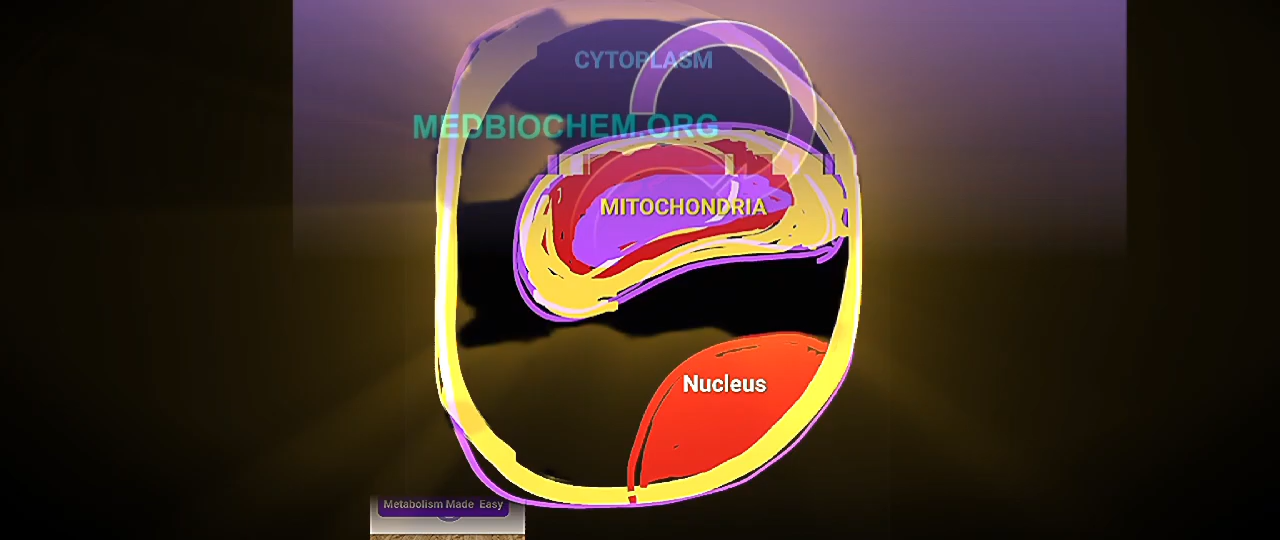 CYTOPLASM
MEDBIOCHEM.ORG
MITOCHONDRIA
Nucleus
Metabolism Made Easy